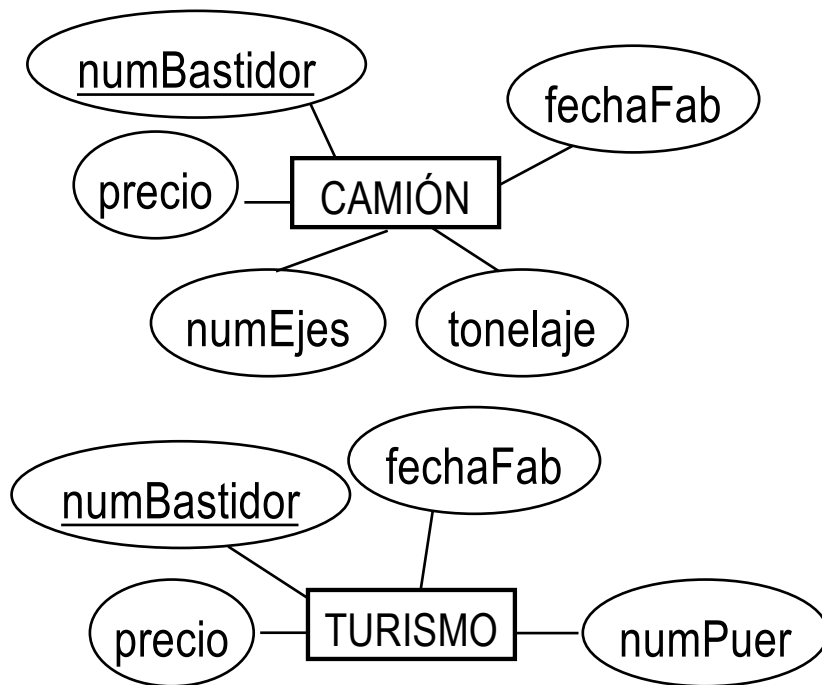 numBastidor
fechaFab
precio
CAMIÓN
numEjes
tonelaje
fechaFab
numBastidor
precio
TURISMO
numPuer